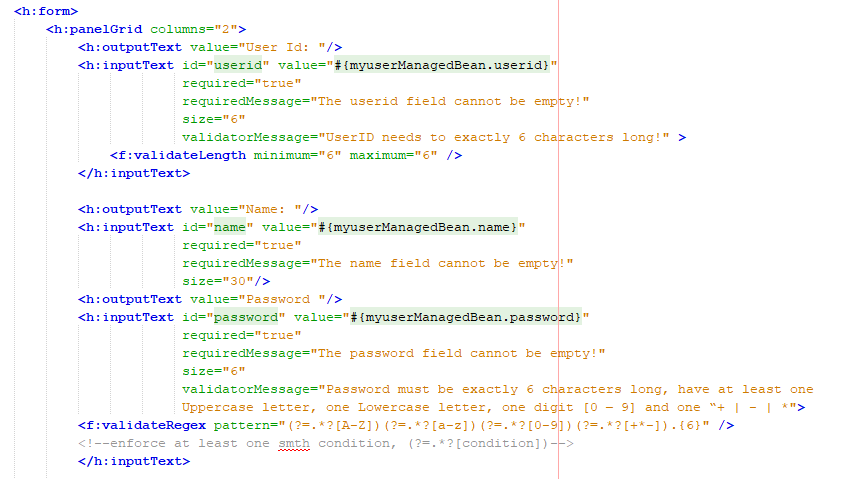 <h:form>
<h:panelGrid columns="2">
<h:outputText value="User Id: "/>
<h:inputText id="userid" value="#{myuserManagedBean.userid}"
required="true"
requiredMessage="The userid field cannot be empty!"
size="6"
validatorMessage="UserID needs to exactly 6 characters long!" >
<f:validateLength minimum="6" maximum="6" />
</h:inputText>
<h:outputText value="Name: "/>
<h:inputText id="name" value="#{myuserManagedBean.name}"
required="true"
requiredMessage="The name field cannot be empty!"
size="30"/>
<h:outputText value="Password "/>
<h:inputText id="password" value="#{myuserManagedBean.password}"
required="true"
requiredMessage="The password field cannot be empty!"
size="6"
validatorMessage="Password must be exactly 6 characters long, have at least one
Uppercase letter, one Lowercase letter, one digit [0 – 9] and one “+ | - | *">
<f:validateRegex pattern="(?=.*?[A-Z])(?=.*?[a-z])(?=.*?[0-9])(?=.*?[+*-]).{6}" />
<!--enforce at least one smth condition, (?=.*?[condition])-->
</h:inputText>